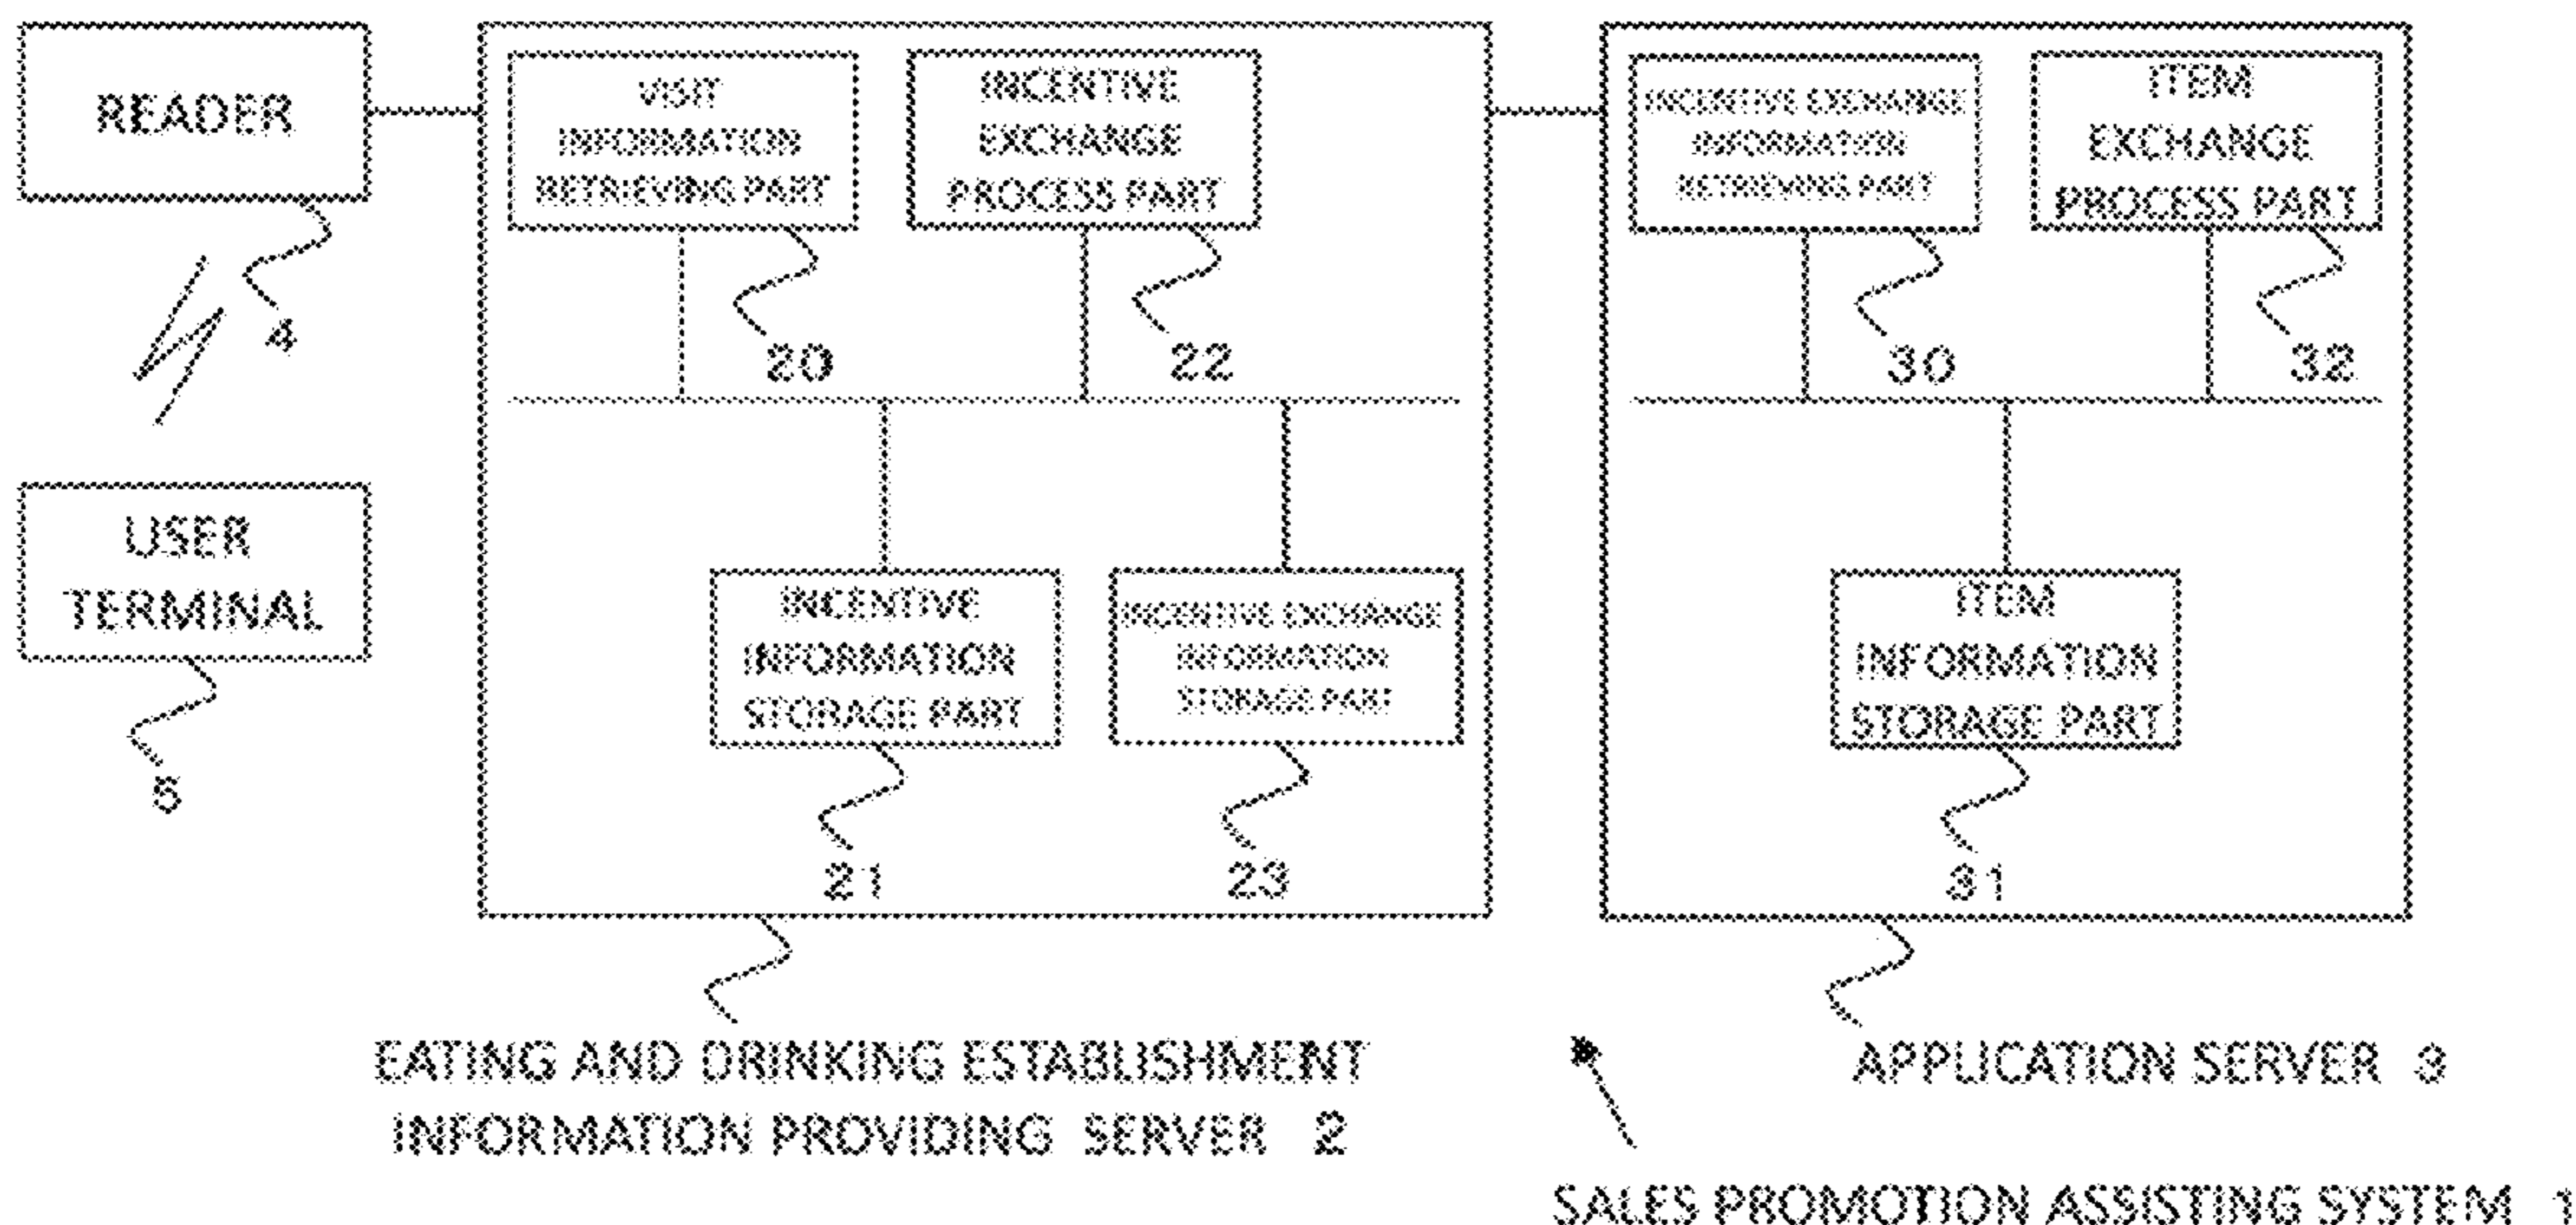 READER
4
USER
TERMINAL
5
VISIT
INFORMATION
RETRIEVING PART
20
INCENTIVE
EXCHANGE
PROCESS PART
22
INCENTIVE
INFORMATION
STORAGE PART
21
INCENTIVE EXCHANGE
INFORMATION
STORAGE PART
23
EATING AND DRINKING ESTABLISHMENT
INFORMATION PROVIDING SERVER 2
INCENTIVE EXCHANGE
INFORMATION
RETRIEVING PART
30
ITEM
EXCHANGE
PROCESS PART
32
ITEM
INFORMATION
STORAGE PART
31
APPLICATION SERVER 3
SALES PROMOTION ASSISTING SYSTEM 1